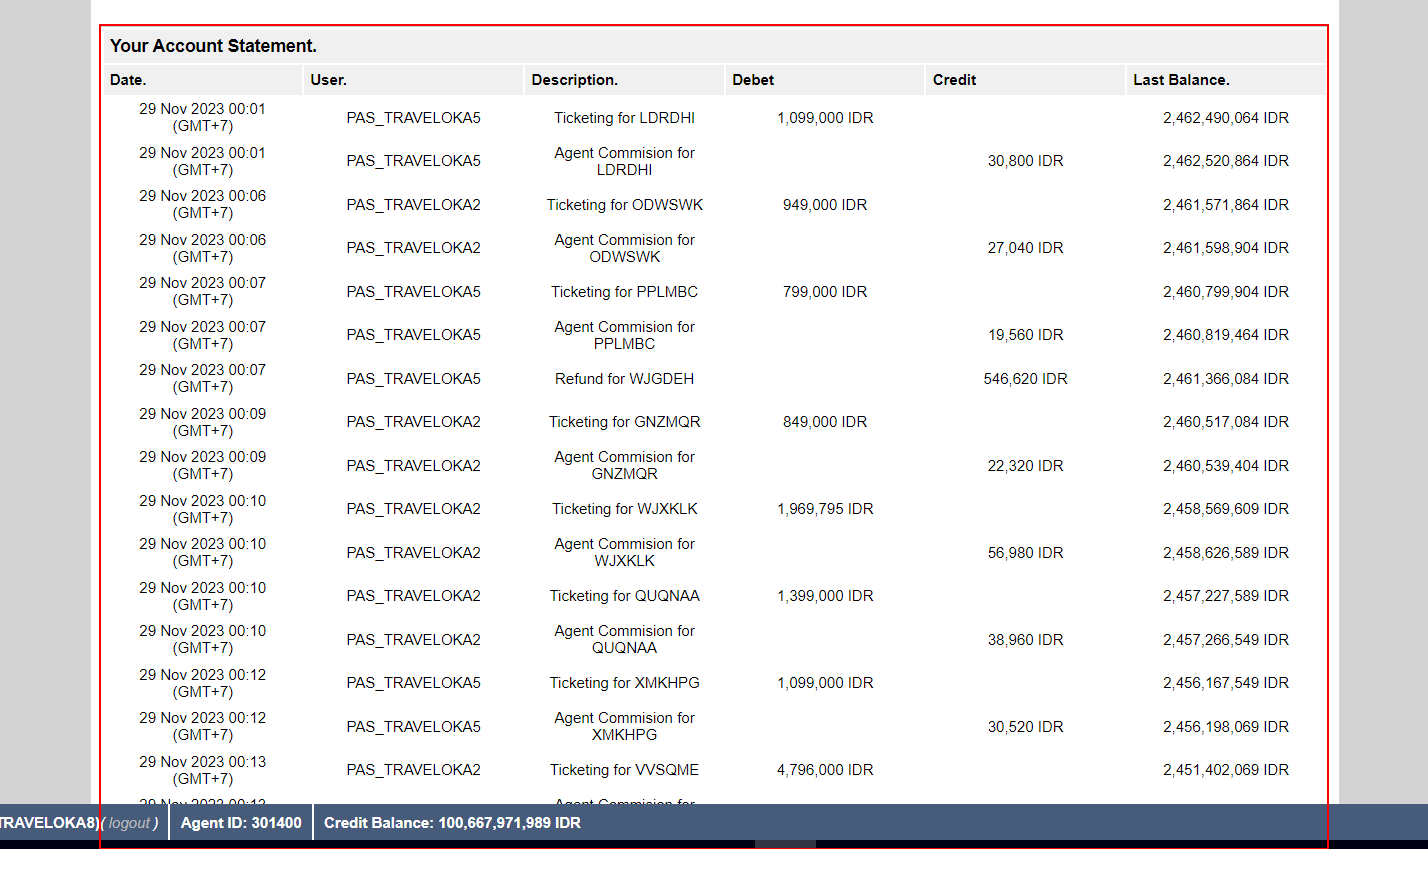 Your Account Statement.
Date. User. Description. Debet Credit Last Balance.
29 Nov 2023 00:01 (GMT+7) PAS_TRAVELOKA5 Ticketing for LDRDHI 1,099,000 IDR 2,462,490,064 IDR
29 Nov 2023 00:01 (GMT+7) PAS_TRAVELOKA5 Agent Commision for LDRDHI 30,800 IDR 2,462,520,864 IDR
29 Nov 2023 00:06 (GMT+7) PAS_TRAVELOKA2 Ticketing for ODWSWK 949,000 IDR 2,461,571,864 IDR
29 Nov 2023 00:06 (GMT+7) PAS_TRAVELOKA2 Agent Commision for ODWSWK 27,040 IDR 2,461,598,904 IDR
29 Nov 2023 00:07 (GMT+7) PAS_TRAVELOKA5 Ticketing for PPLMBC 799,000 IDR 2,460,799,904 IDR
29 Nov 2023 00:07 (GMT+7) PAS_TRAVELOKA5 Agent Commision for PPLMBC 19,560 IDR 2,460,819,464 IDR
29 Nov 2023 00:07 (GMT+7) PAS_TRAVELOKA5 Refund for WJGDEH 546,620 IDR 2,461,366,084 IDR
29 Nov 2023 00:09 (GMT+7) PAS_TRAVELOKA2 Ticketing for GNZMQR 849,000 IDR 2,460,517,084 IDR
29 Nov 2023 00:09 (GMT+7) PAS_TRAVELOKA2 Agent Commision for GNZMQR 22,320 IDR 2,460,539,404 IDR
29 Nov 2023 00:10 (GMT+7) PAS_TRAVELOKA2 Ticketing for WJXKLK 1,969,795 IDR 2,458,569,609 IDR
29 Nov 2023 00:10 (GMT+7) PAS_TRAVELOKA2 Agent Commision for WJXKLK 56,980 IDR 2,458,626,589 IDR
29 Nov 2023 00:10 (GMT+7) PAS_TRAVELOKA2 Ticketing for QUQNAA 1,399,000 IDR 2,457,227,589 IDR
29 Nov 2023 00:10 (GMT+7) PAS_TRAVELOKA2 Agent Commision for QUQNAA 38,960 IDR 2,457,266,549 IDR
29 Nov 2023 00:12 (GMT+7) PAS_TRAVELOKA5 Ticketing for XMKHPG 1,099,000 IDR 2,456,167,549 IDR
29 Nov 2023 00:12 (GMT+7) PAS_TRAVELOKA5 Agent Commision for XMKHPG 30,520 IDR 2,456,198,069 IDR
29 Nov 2023 00:13 (GMT+7) PAS_TRAVELOKA2 Ticketing for VVSQME 4,796,000 IDR 2,451,402,069 IDR
29 Nov 2023 00:13 Agent Commision for
TRAVELOKA8)( logout ) Agent ID: 301400 Credit Balance: 100,667,971,989 IDR